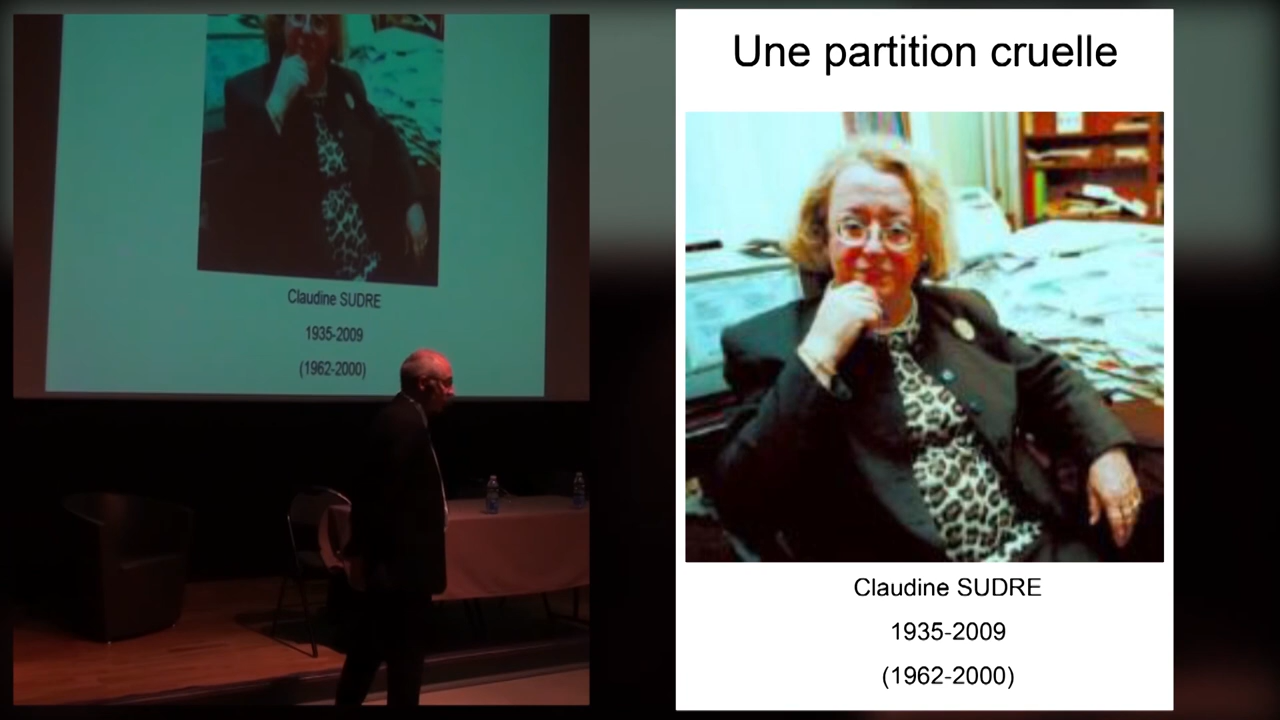 Claudine SUDRE
1935-2009
(1962-2000)
Une partition cruelle
Claudine SUDRE
1935-2009
(1962-2000)